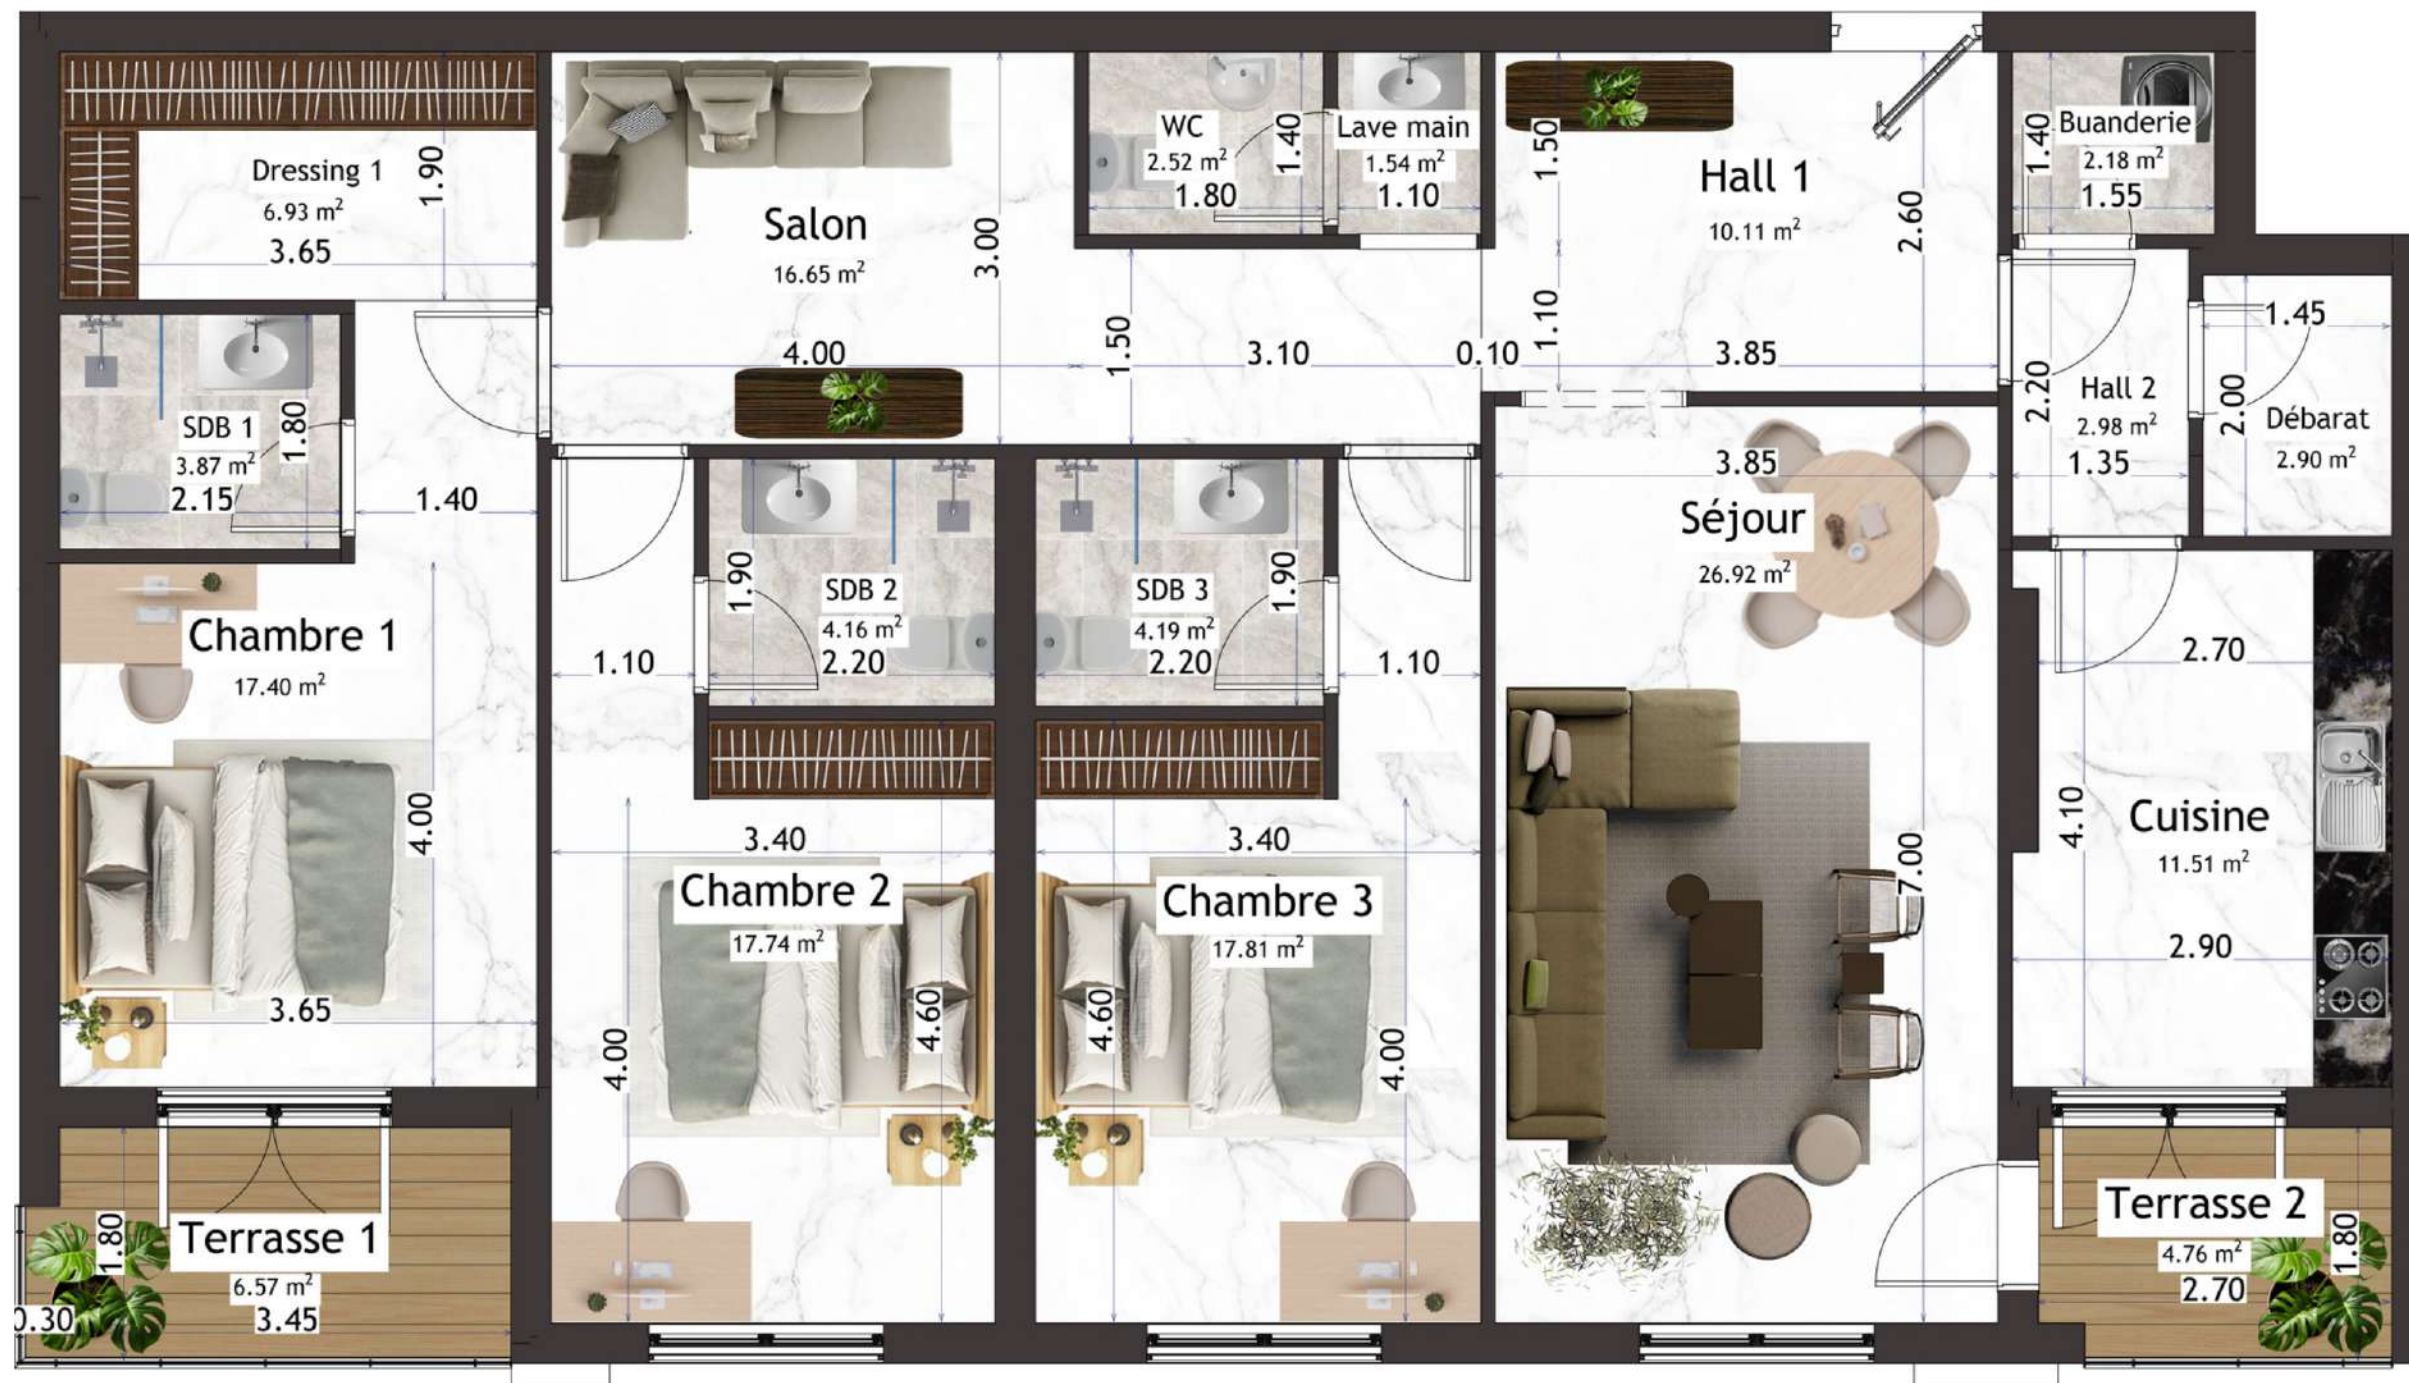 Dressing 1
6.93 m²
3.65
1.90
Salon
16.65 m²
3.00
4.00
WC
2.52 m²
1.80
1.40
Lave main
1.54 m²
1.10
1.50
3.10
0.10
Hall 1
10.11 m²
1.50
1.10
2.60
3.85
Buanderie
2.18 m²
1.55
1.40
Hall 2
2.98 m²
1.35
2.20
1.45
2.00
Débarat
2.90 m²
SDB 1
3.87 m²
2.15
1.80
1.40
Chambre 1
17.40 m²
4.00
3.65
1.10
SDB 2
4.16 m²
2.20
1.90
SDB 3
4.19 m²
2.20
1.90
1.10
3.40
Chambre 2
17.74 m²
4.00
4.60
3.40
Chambre 3
17.81 m²
4.60
4.00
3.85
Séjour
26.92 m²
7.00
2.70
4.10
Cuisine
11.51 m²
2.90
Terrasse 1
6.57 m²
3.45
1.80
0.30
Terrasse 2
4.76 m²
2.70
1.80